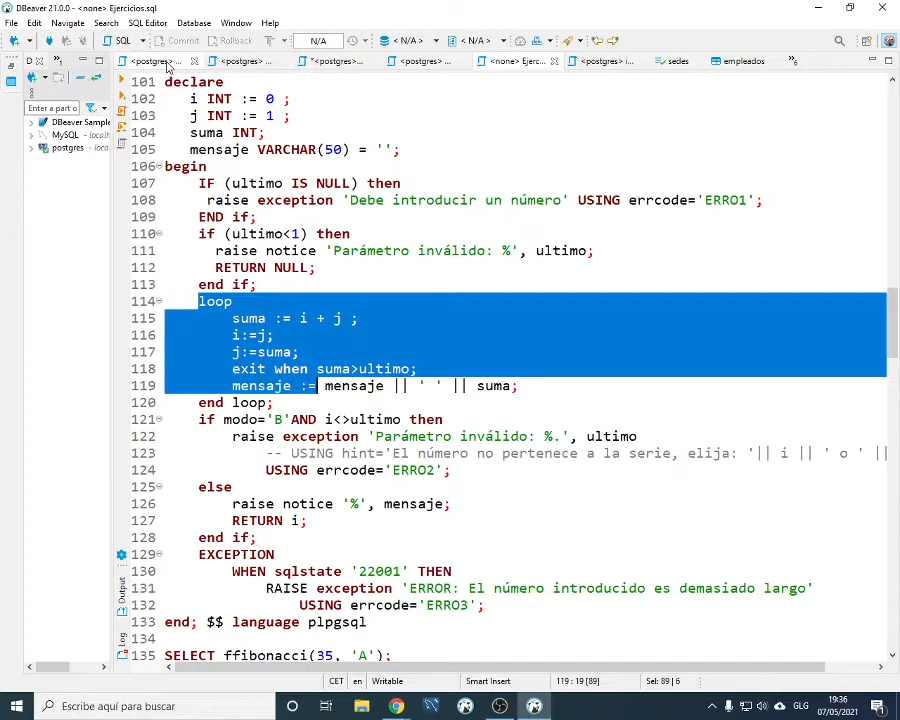 DBeaver 21.0.0 - <none> Ejercicios.sql
File Edit Navigate Search SQL Editor Database Window Help
SQL Commit Rollback T N/A < N/A > < N/A >
D <postgres> ... <postgres> ... *<postgres>... <postgres> ... <none> Ejerc... <postgres> i... sedes empleados
Enter a part o
DBeaver Sample
MySQL - local
postgres - loca
Output
Log
101 declare
102 i INT := 0 ;
103 j INT := 1 ;
104 suma INT;
105 mensaje VARCHAR(50) = '';
106 begin
107 IF (ultimo IS NULL) then
108 raise exception 'Debe introducir un número' USING errcode='ERRO1';
109 END if;
110 if (ultimo<1) then
111 raise notice 'Parámetro inválido: %', ultimo;
112 RETURN NULL;
113 end if;
114 loop
115 suma := i + j ;
116 i:=j;
117 j:=suma;
118 exit when suma>ultimo;
119 mensaje := mensaje || ' ' || suma;
120 end loop;
121 if modo='B'AND i<>ultimo then
122 raise exception 'Parámetro inválido: %.', ultimo
123 -- USING hint='El número no pertenece a la serie, elija: '|| i || ' o ' ||
124 USING errcode='ERRO2';
125 else
126 raise notice '%', mensaje;
127 RETURN i;
128 end if;
129 EXCEPTION
130 WHEN sqlstate '22001' THEN
131 RAISE exception 'ERROR: El número introducido es demasiado largo'
132 USING errcode='ERRO3';
133 end; $$ language plpgsql
134
135 SELECT ffibonacci(35, 'A');
CET en Writable Smart Insert 119 : 19 [89] Sel: 89 | 6
Escribe aquí para buscar
GLG
19:36
07/05/2021
1